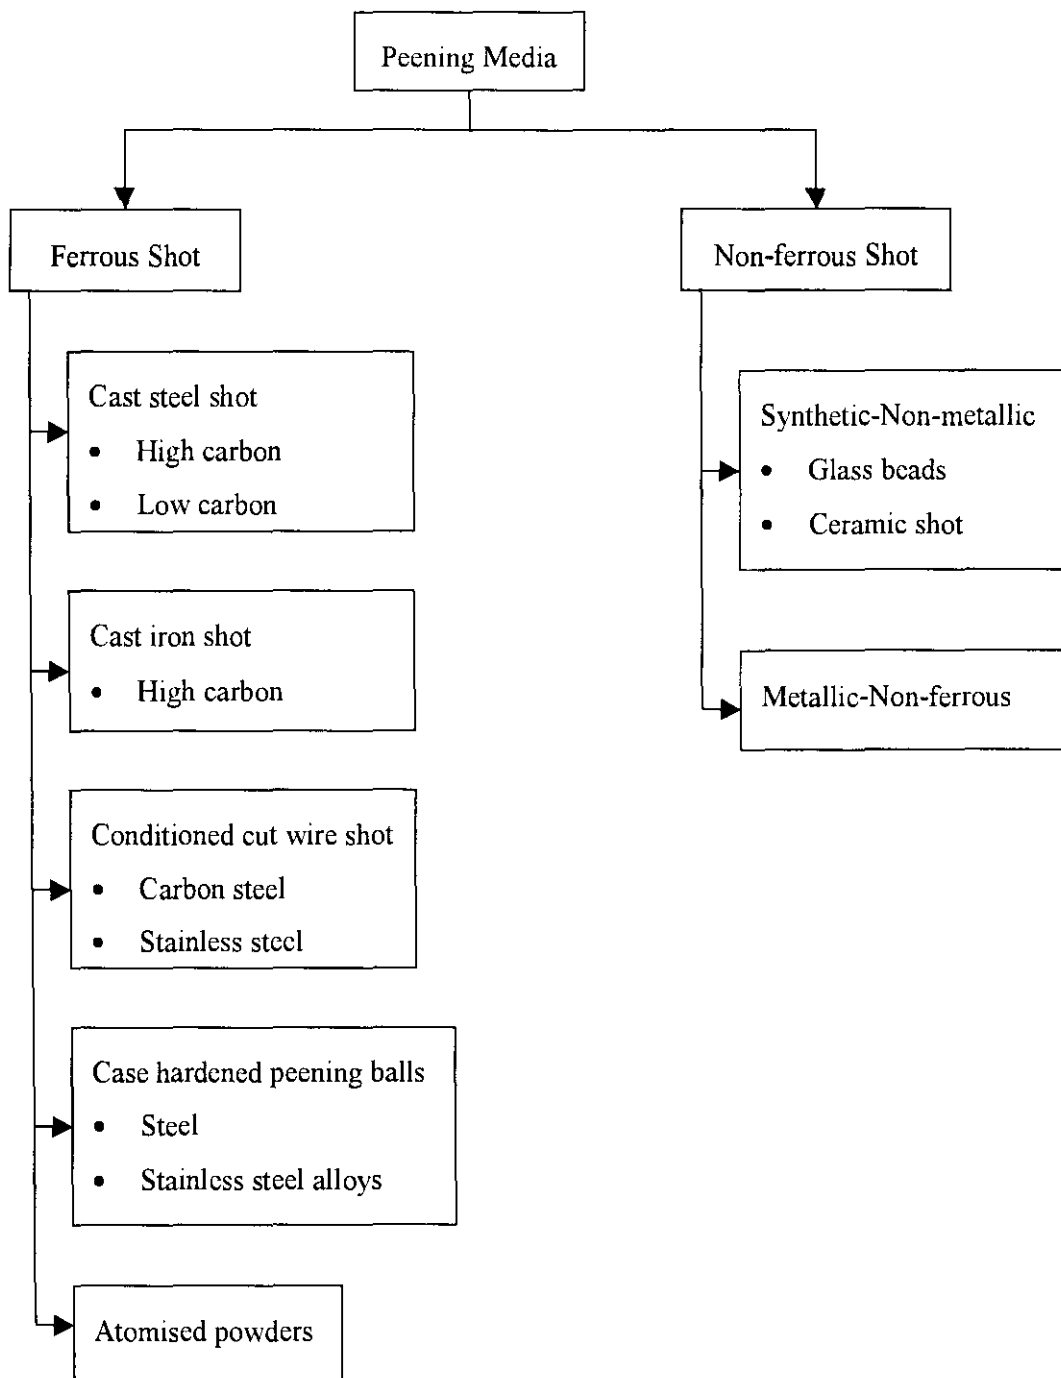 Peening Media
Ferrous Shot
Non-ferrous Shot
Cast steel shot
• High carbon
• Low carbon
Cast iron shot
• High carbon
Conditioned cut wire shot
• Carbon steel
• Stainless steel
Case hardened peening balls
• Steel
• Stainless steel alloys
Atomised powders
Synthetic-Non-metallic
• Glass beads
• Ceramic shot
Metallic-Non-ferrous